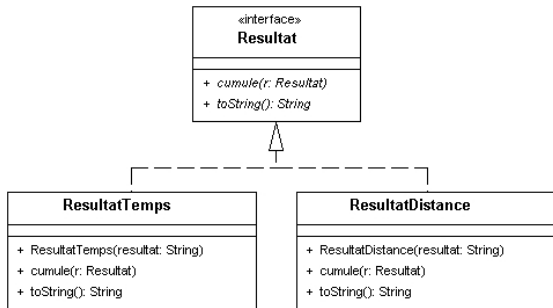 «interface»
Resultat
+ cumule(r: Resultat)
+ toString(): String
ResultatTemps
+ ResultatTemps(resultat: String)
+ cumule(r: Resultat)
+ toString(): String
ResultatDistance
+ ResultatDistance(resultat: String)
+ cumule(r: Resultat)
+ toString(): String